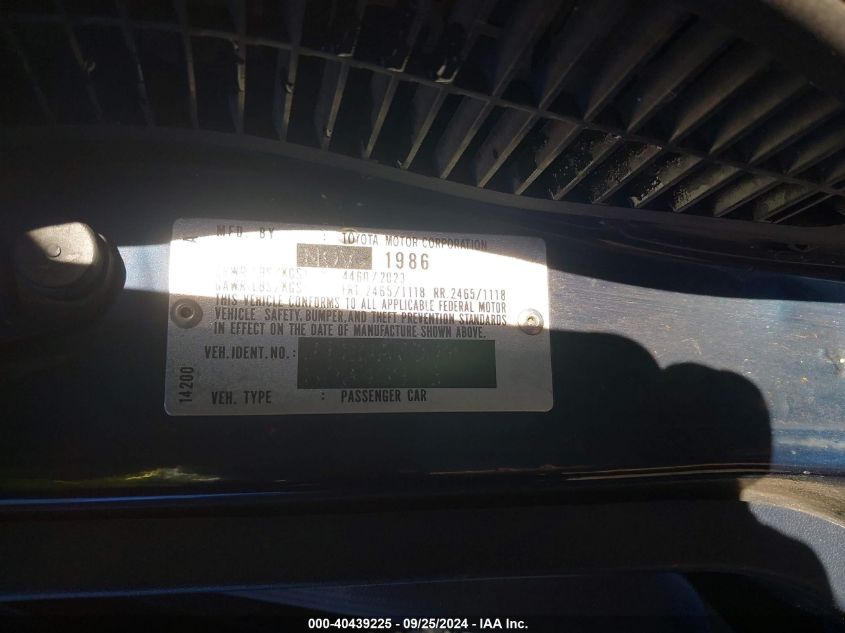 MFD. BY : TOYOTA MOTOR CORPORATION
NOV 1986
GVWR LBS/KGS 4460/2023
GAWR LBS/KGS FRT.2465/1118 RR.2465/1118
THIS VEHICLE CONFORMS TO ALL APPLICABLE FEDERAL MOTOR
VEHICLE SAFETY, BUMPER, AND THEFT PREVENTION STANDARDS
IN EFFECT ON THE DATE OF MANUFACTURE SHOWN ABOVE.
VEH. IDENT. NO. :
VEH. TYPE : PASSENGER CAR
14200
000-40439225 - 09/25/2024 - © IAA Inc.